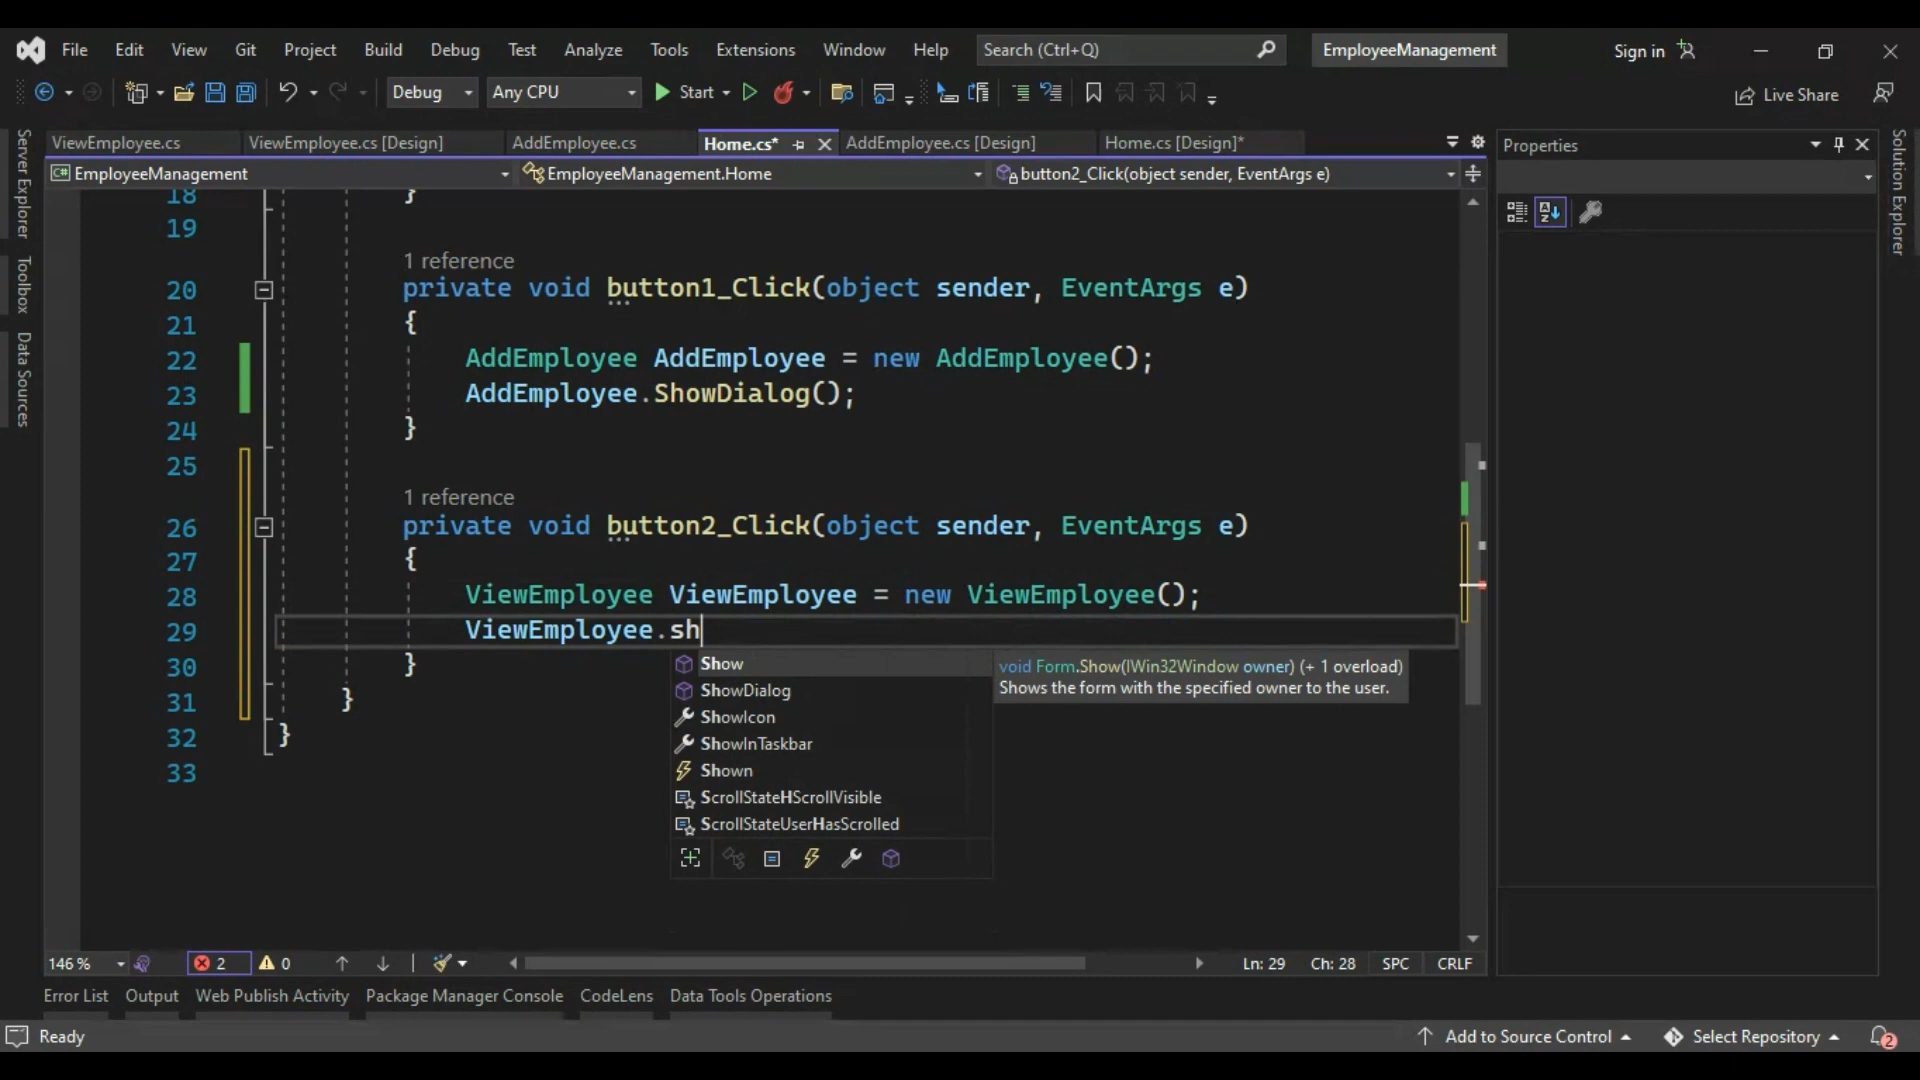 File Edit View Git Project Build Debug Test Analyze Tools Extensions Window Help Search (Ctrl+Q) EmployeeManagement Sign in
Debug Any CPU Start Live Share
ViewEmployee.cs ViewEmployee.cs [Design] AddEmployee.cs Home.cs* AddEmployee.cs [Design] Home.cs [Design]* Properties
C# EmployeeManagement EmployeeManagement.Home button2_Click(object sender, EventArgs e)
Server Explorer
Toolbox
Data Sources
Solution Explorer
18 }
19
1 reference
20 private void button1_Click(object sender, EventArgs e)
21 {
22 AddEmployee AddEmployee = new AddEmployee();
23 AddEmployee.ShowDialog();
24 }
25
1 reference
26 private void button2_Click(object sender, EventArgs e)
27 {
28 ViewEmployee ViewEmployee = new ViewEmployee();
29 ViewEmployee.sh
30 }
31 }
32 }
33
Show
ShowDialog
ShowIcon
ShowInTaskbar
Shown
ScrollStateHScrollVisible
ScrollStateUserHasScrolled
void Form.Show(IWin32Window owner) (+ 1 overload)
Shows the form with the specified owner to the user.
146 % 2 0 Ln: 29 Ch: 28 SPC CRLF
Error List Output Web Publish Activity Package Manager Console CodeLens Data Tools Operations
Ready Add to Source Control Select Repository 2